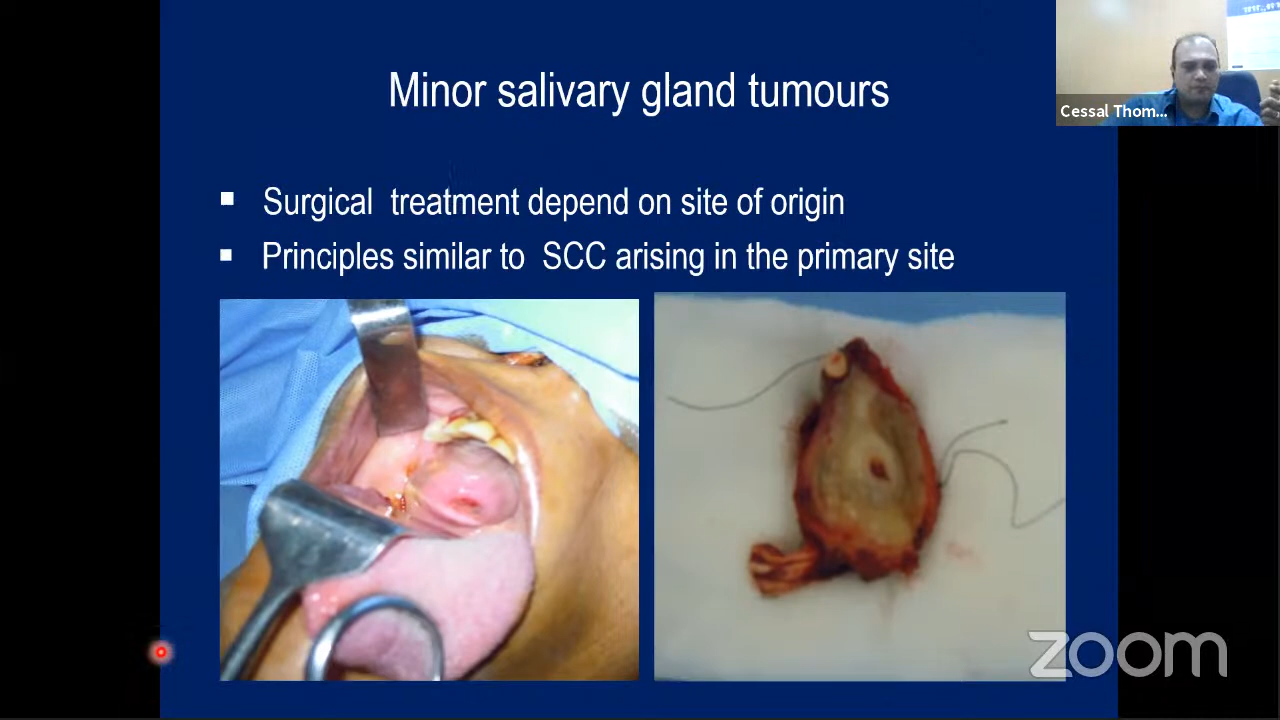 Minor salivary gland tumours
Cessal Thom...
Surgical treatment depend on site of origin
Principles similar to SCC arising in the primary site
zoom